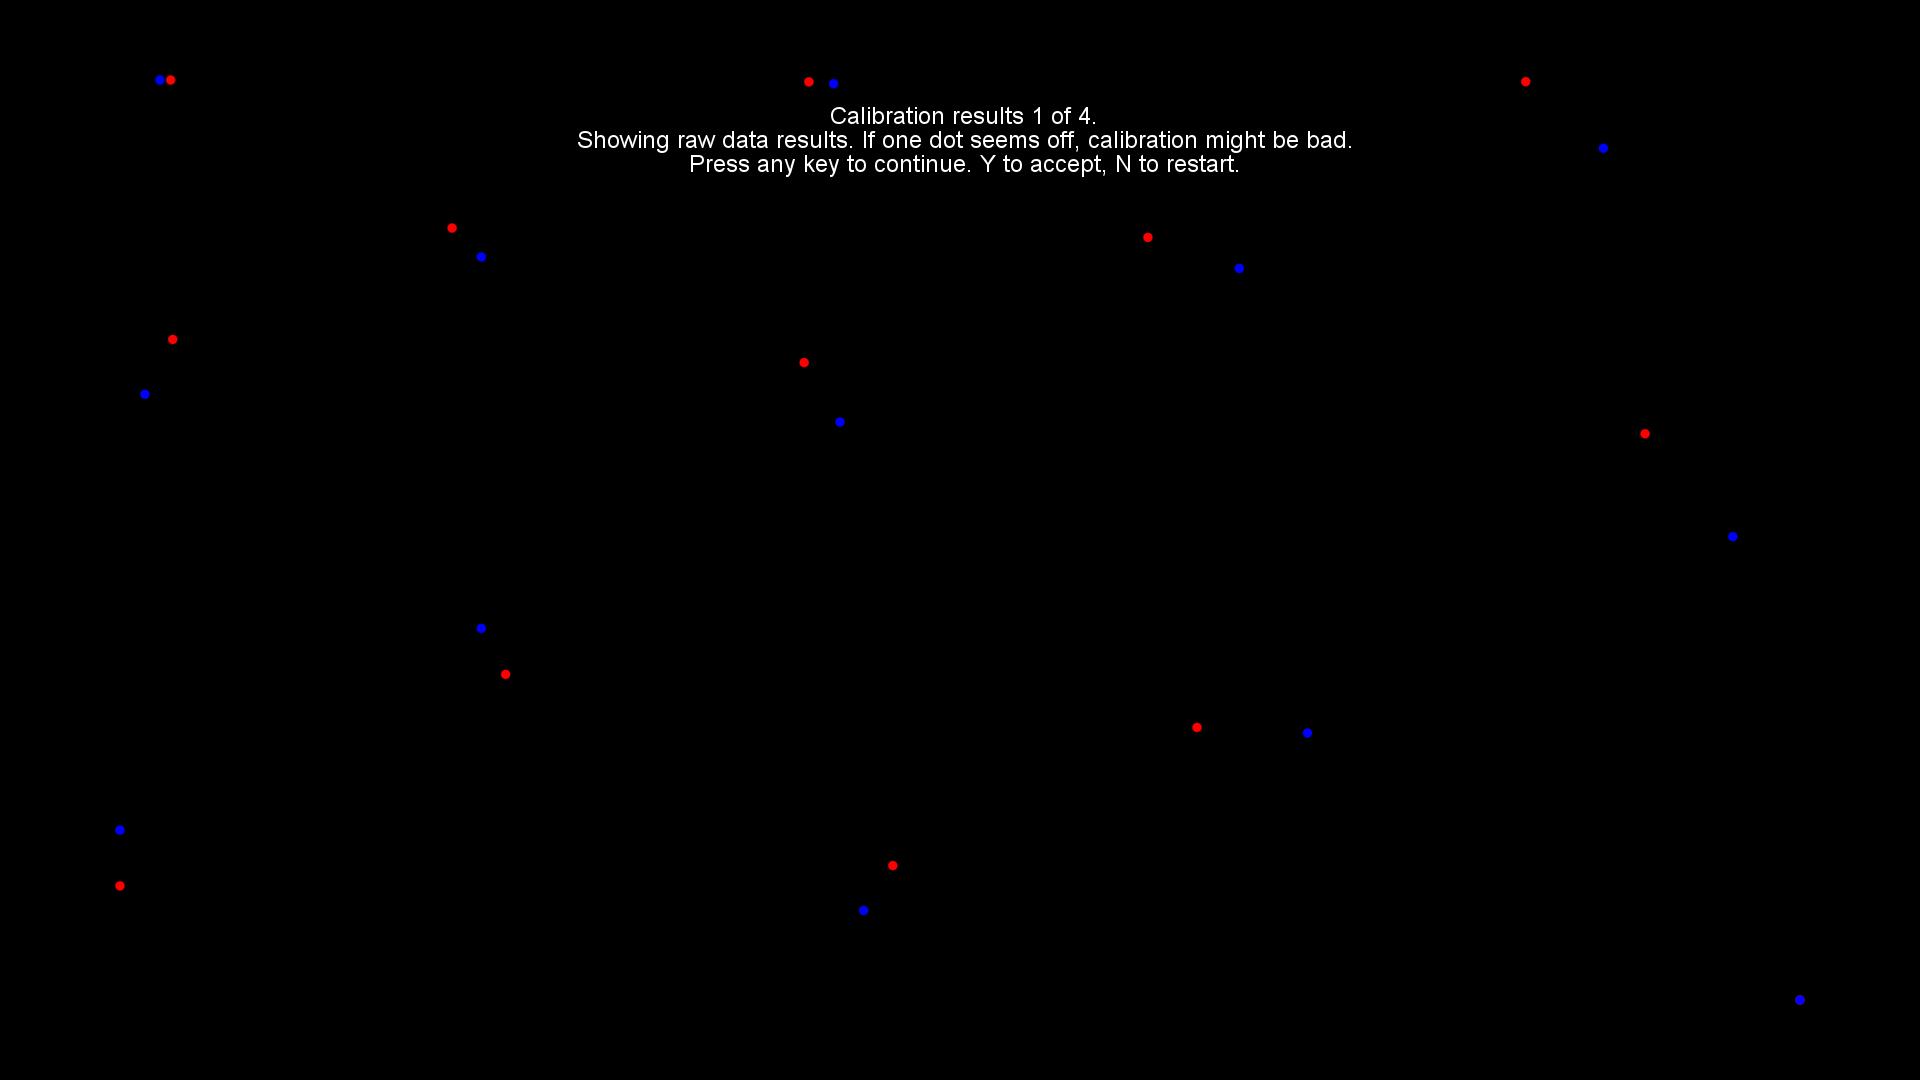 Calibration results 1 of 4.
Showing raw data results. If one dot seems off, calibration might be bad.
Press any key to continue. Y to accept, N to restart.